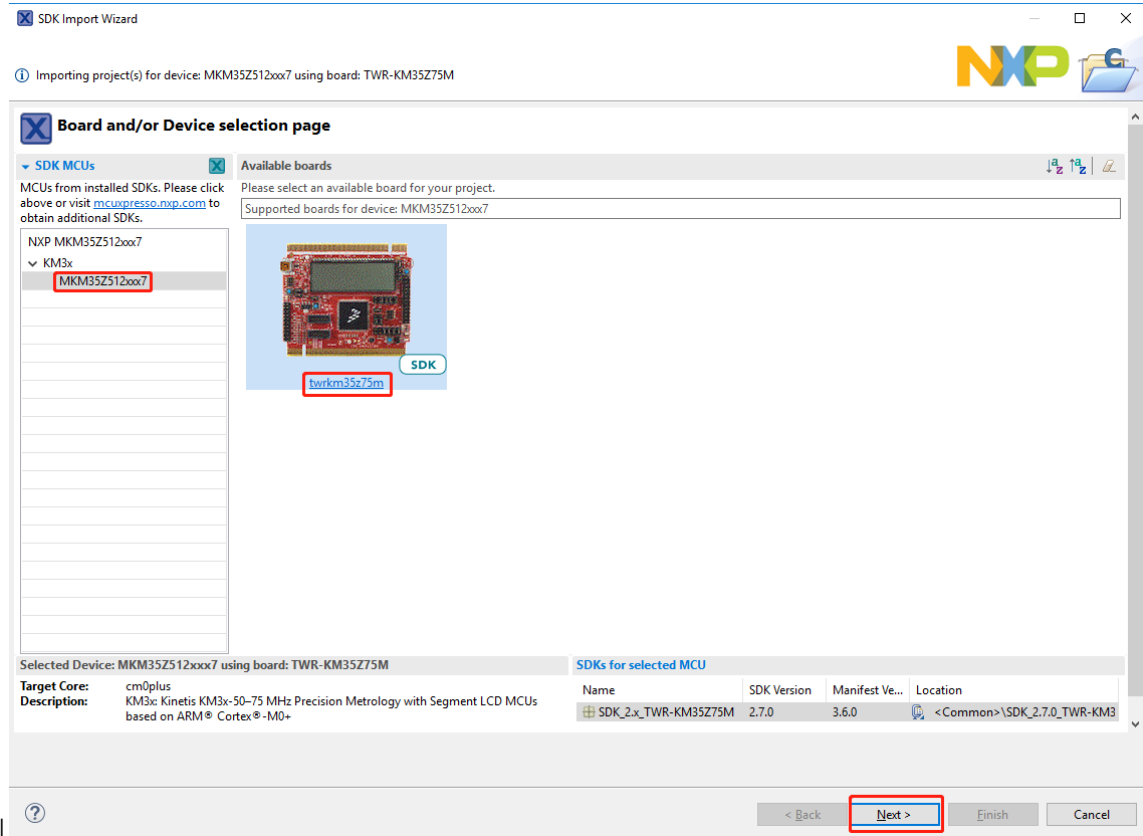 SDK Import Wizard
Importing project(s) for device: MKM35Z512xxx7 using board: TWR-KM35Z75M
NXP
Board and/or Device selection page
SDK MCUs
MCUs from installed SDKs. Please click
above or visit mcuxpresso.nxp.com to
obtain additional SDKs.
NXP MKM35Z512xxx7
KM3x
MKM35Z512xxx7
Available boards
Please select an available board for your project.
Supported boards for device: MKM35Z512xxx7
SDK
twrkm35z75m
Selected Device: MKM35Z512xxx7 using board: TWR-KM35Z75M
Target Core: cm0plus
Description: KM3x: Kinetis KM3x-50–75 MHz Precision Metrology with Segment LCD MCUs
based on ARM® Cortex®-M0+
SDKs for selected MCU
Name SDK Version Manifest Ve... Location
SDK_2.x_TWR-KM35Z75M 2.7.0 3.6.0 <Common>\SDK_2.7.0_TWR-KM3
< Back Next > Finish Cancel